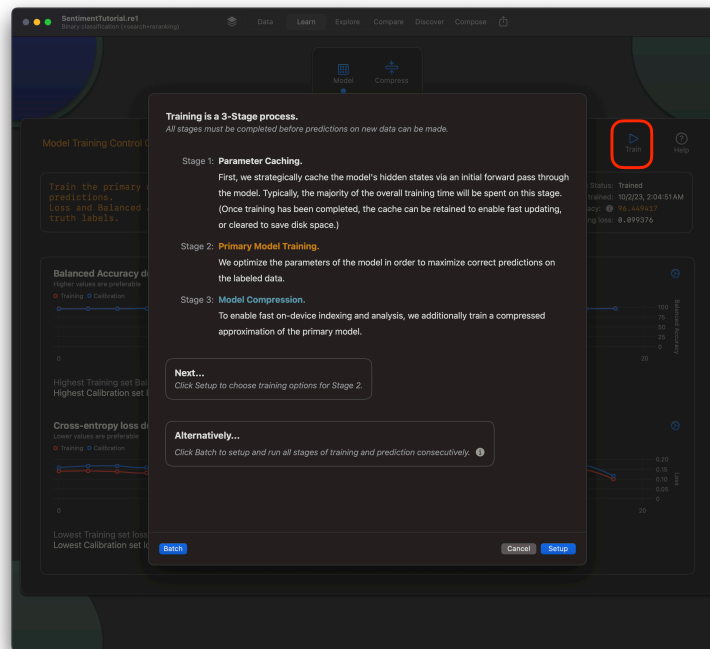 SentimentTutorial.re1
Binary classification (+search+reranking)
Data Learn Explore Compare Discover Compose
Model Compress
Training is a 3-Stage process.
All stages must be completed before predictions on new data can be made.
Model Training Control
Train Help
Stage 1: Parameter Caching.
First, we strategically cache the model's hidden states via an initial forward pass through
the model. Typically, the majority of the overall training time will be spent on this stage.
(Once training has been completed, the cache can be retained to enable fast updating,
or cleared to save disk space.)
Train the primary
predictions.
Loss and Balanced
truth labels.
Status: Trained
trained: 10/2/23, 2:04:51 AM
96.449417
loss: 0.099376
Stage 2: Primary Model Training.
We optimize the parameters of the model in order to maximize correct predictions on
the labeled data.
Stage 3: Model Compression.
To enable fast on-device indexing and analysis, we additionally train a compressed
approximation of the primary model.
Balanced Accuracy
Higher values are preferable
Training Calibration
100
75
50
25
0
Balanced Accuracy
0 20
Highest Training set
Highest Calibration set
Next...
Click Setup to choose training options for Stage 2.
Alternatively...
Click Batch to setup and run all stages of training and prediction consecutively.
Cross-entropy loss
Lower values are preferable
Training Calibration
0.20
0.15
0.10
0.05
0
Loss
0 20
Lowest Training set loss
Lowest Calibration set
Batch Cancel Setup